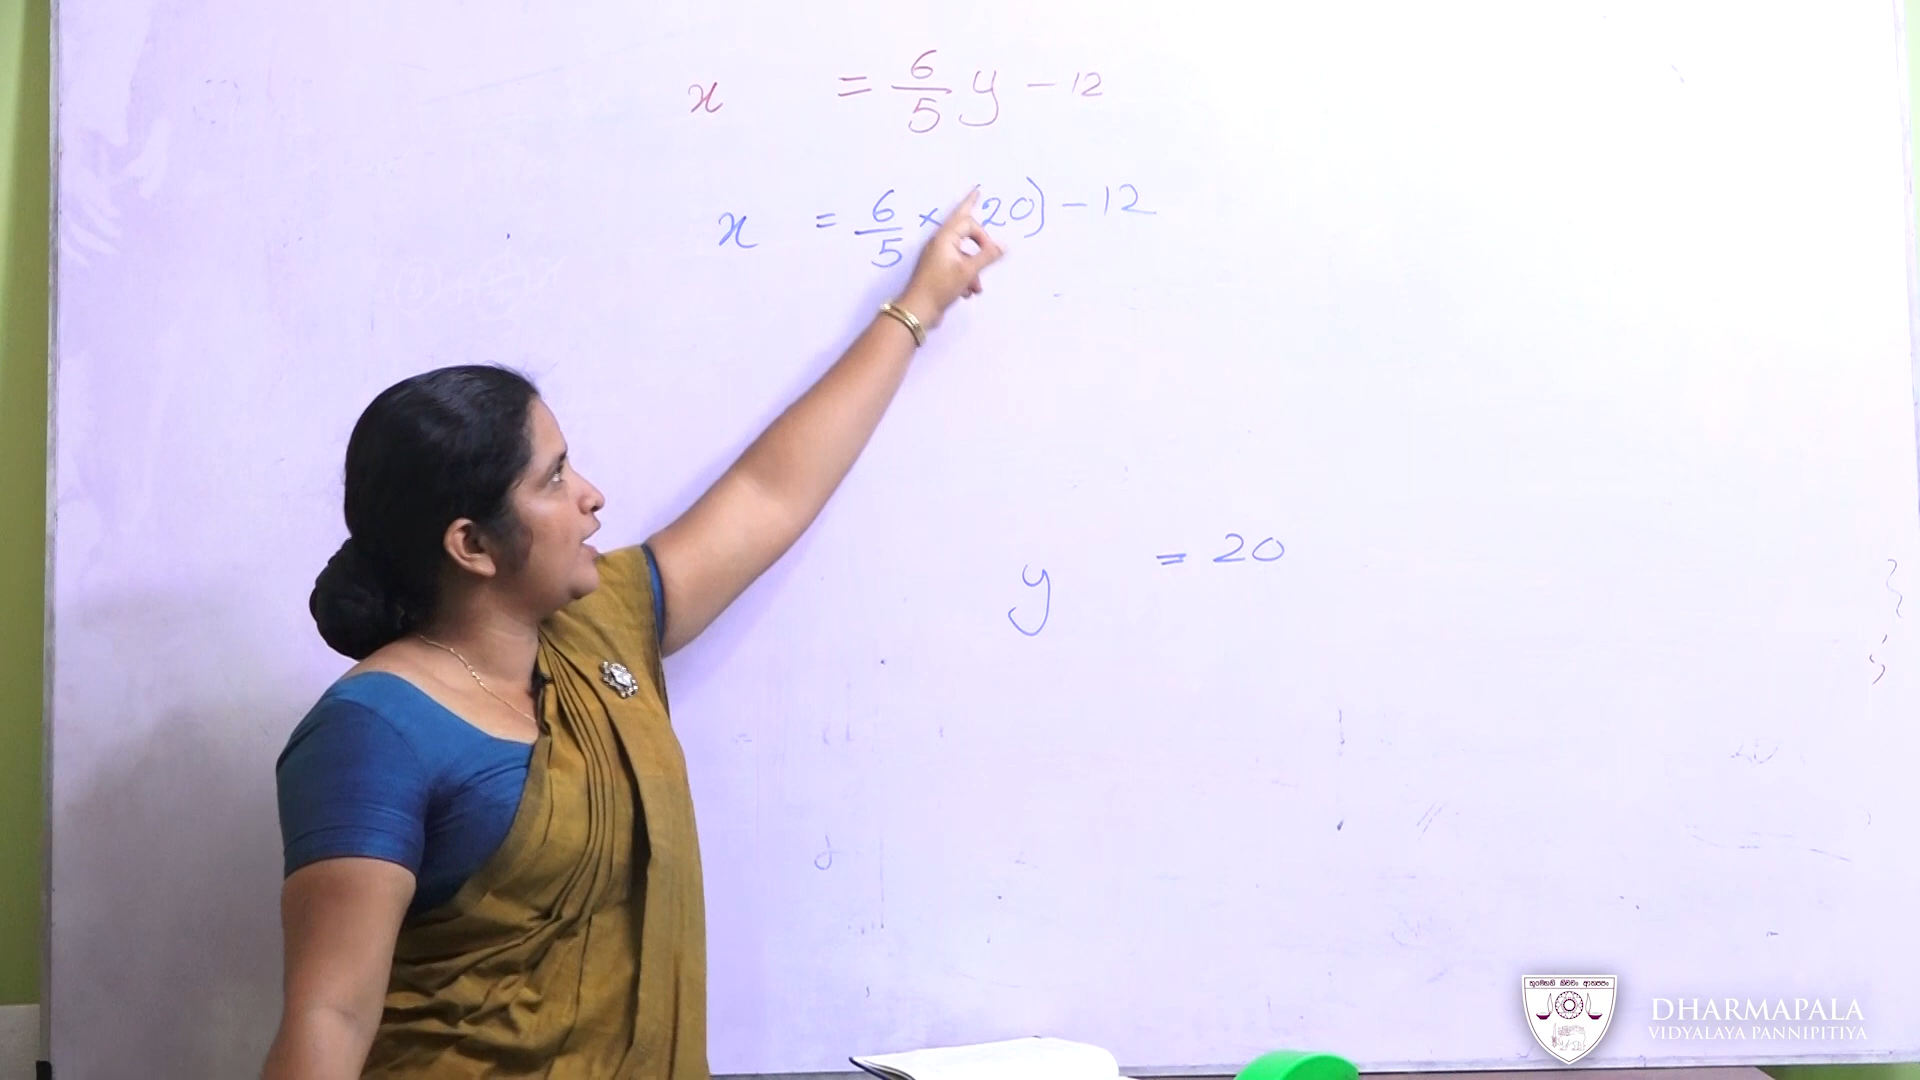 x = 6/5 y - 12
x = 6/5 × (20) - 12
y = 20
DHARMAPALA
VIDYALAYA PANNIPITIYA